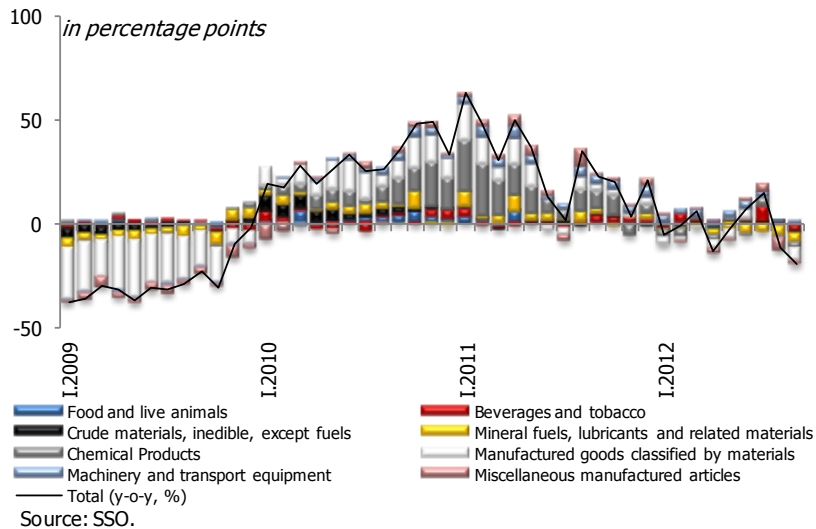 100
in percentage points
50
0
-50
I.2009
I.2010
I.2011
I.2012
Food and live animals
Beverages and tobacco
Crude materials, inedible, except fuels
Mineral fuels, lubricants and related materials
Chemical Products
Manufactured goods classified by materials
Machinery and transport equipment
Miscellaneous manufactured articles
Total (y-o-y, %)
Source: SSO.